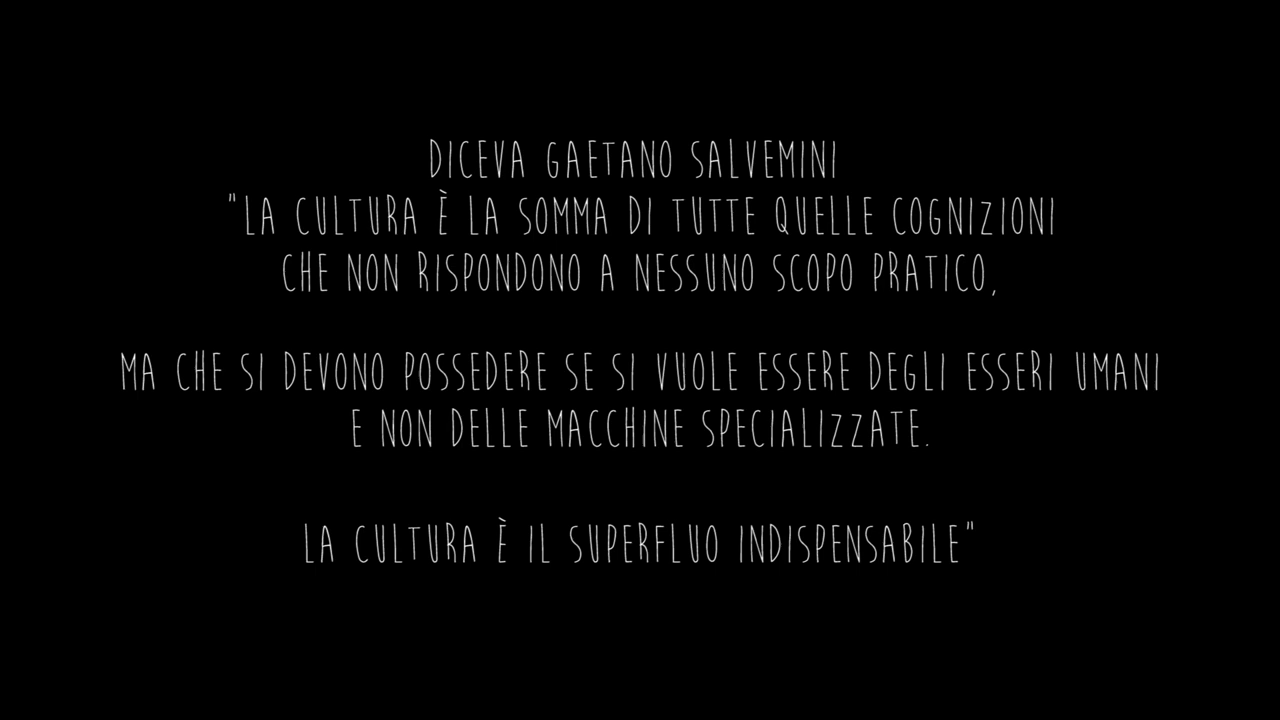 DICEVA GAETANO SALVEMINI
"LA CULTURA È LA SOMMA DI TUTTE QUELLE COGNIZIONI
CHE NON RISPONDONO A NESSUNO SCOPO PRATICO,
MA CHE SI DEVONO POSSEDERE SE SI VUOLE ESSERE DEGLI ESSERI UMANI
E NON DELLE MACCHINE SPECIALIZZATE.
LA CULTURA È IL SUPERFLUO INDISPENSABILE"